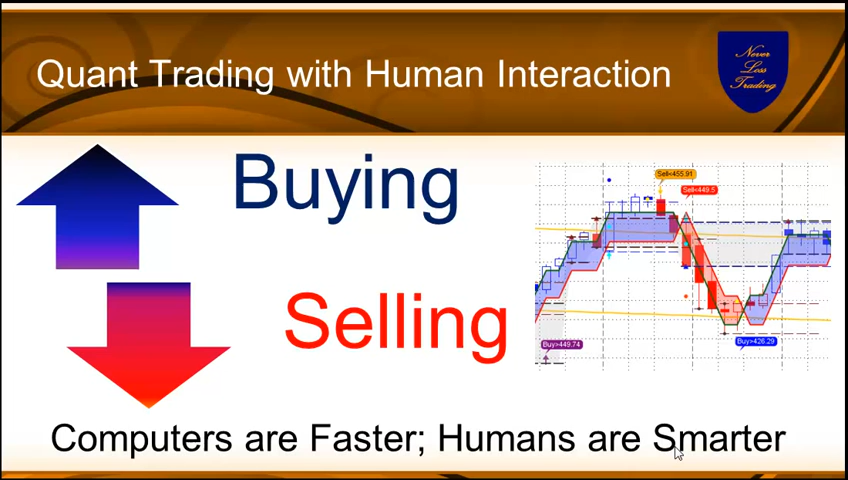 Quant Trading with Human Interaction
Never
Loss
Trading
Buying
Selling
Sell<455.91
Sell<449.5
Buy>449.74
Buy>426.29
Computers are Faster; Humans are Smarter